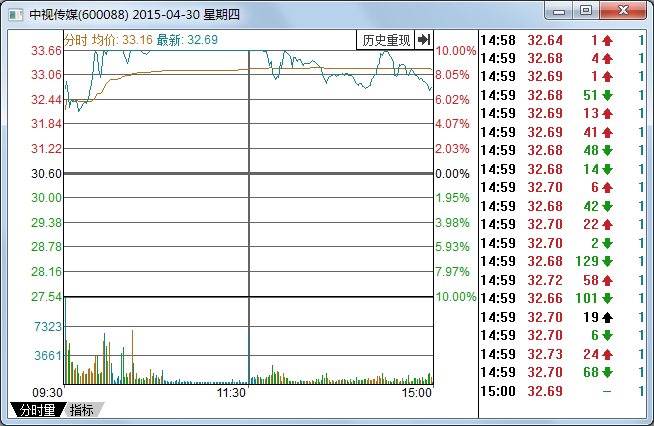 中视传媒(600088) 2015-04-30 星期四
分时 均价: 33.16 最新: 32.69
历史重现
33.66 10.00%
33.06 8.05%
32.44 6.02%
31.84 4.07%
31.22 2.03%
30.60 0.00%
30.00 1.95%
29.38 3.98%
28.78 5.93%
28.16 7.97%
27.54 10.00%
7323
3661
09:30 11:30 15:00
分时量 指标
14:58 32.64 1 1
14:59 32.68 4 1
14:59 32.69 1 1
14:59 32.68 51 1
14:59 32.69 13 1
14:59 32.69 41 1
14:59 32.68 48 1
14:59 32.68 14 1
14:59 32.70 6 1
14:59 32.68 42 1
14:59 32.70 22 1
14:59 32.70 2 1
14:59 32.68 129 1
14:59 32.72 58 1
14:59 32.66 101 1
14:59 32.70 19 1
14:59 32.70 6 1
14:59 32.73 24 1
14:59 32.70 68 1
15:00 32.69 – 1